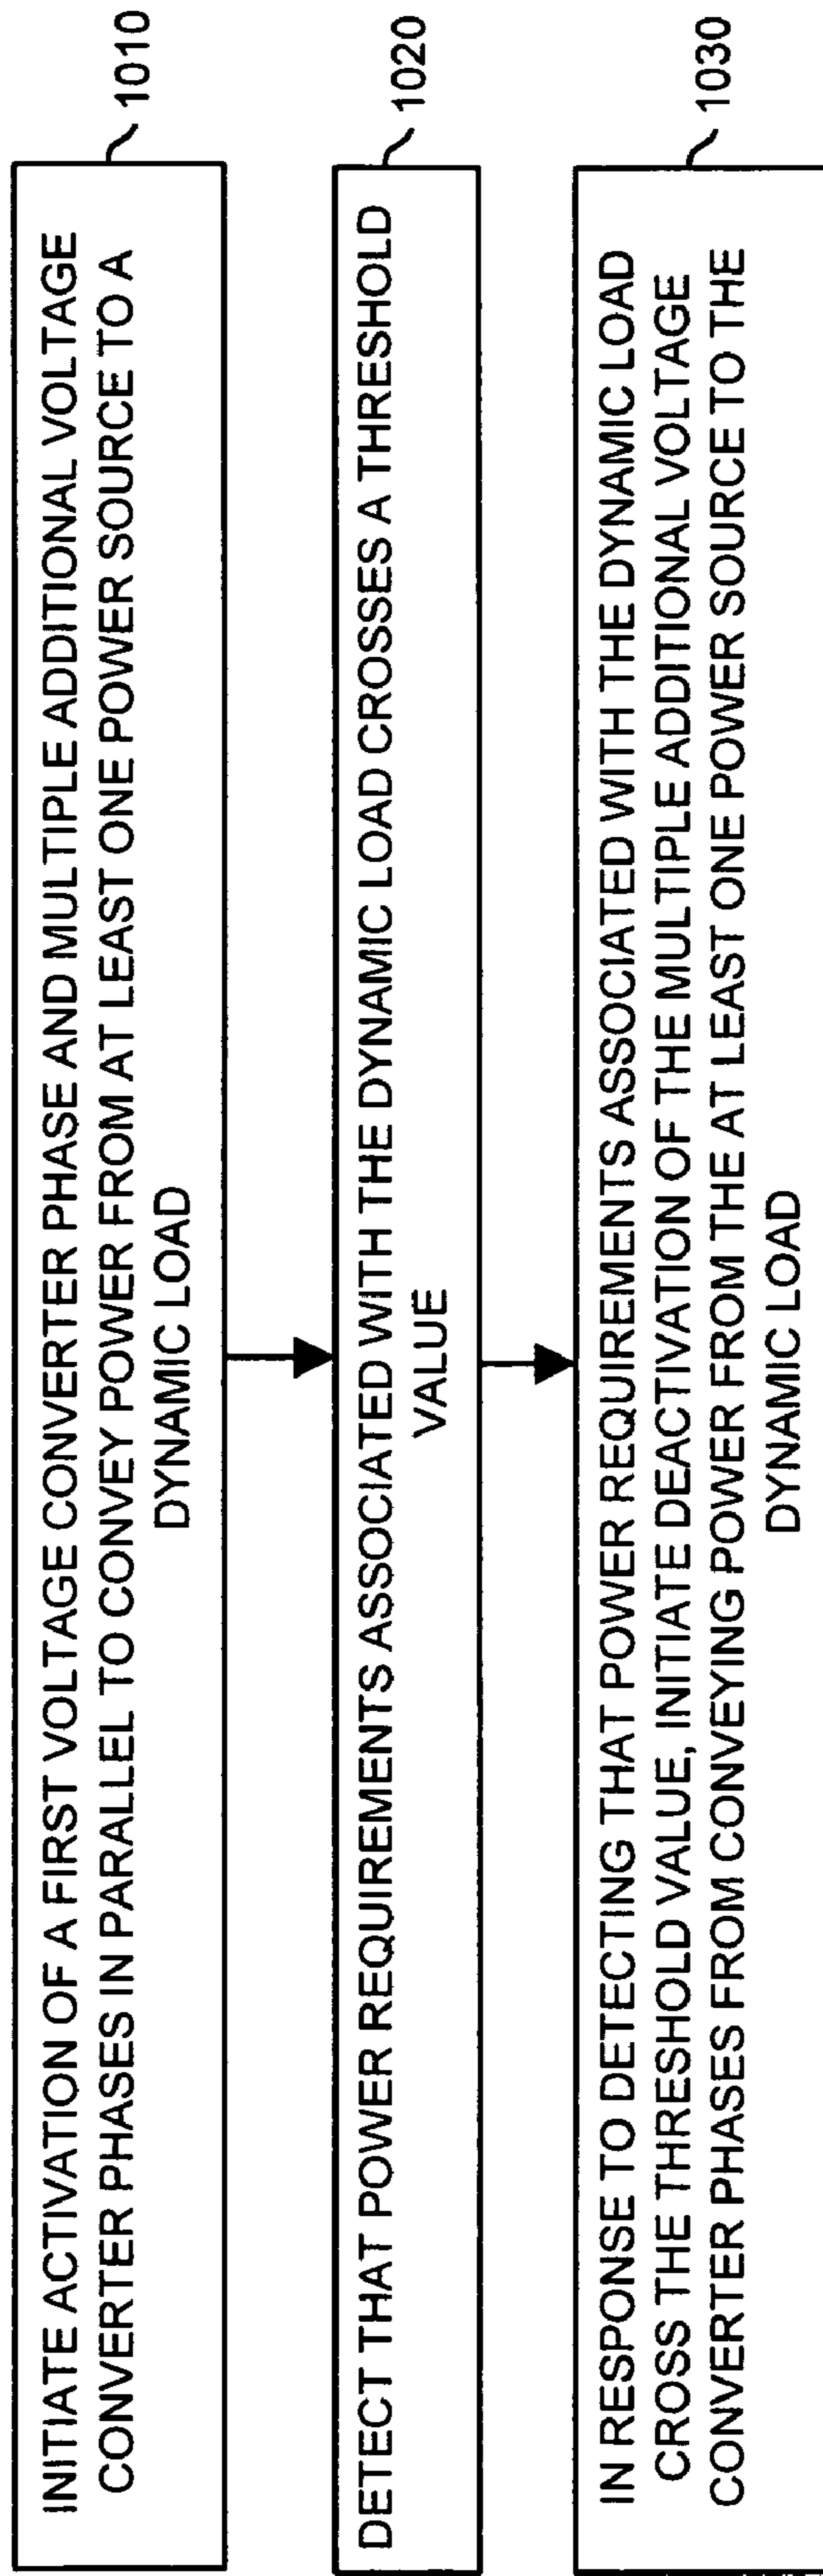 INITIATE ACTIVATION OF A FIRST VOLTAGE CONVERTER PHASE AND MULTIPLE ADDITIONAL VOLTAGE
CONVERTER PHASES IN PARALLEL TO CONVEY POWER FROM AT LEAST ONE POWER SOURCE TO A
DYNAMIC LOAD
1010
DETECT THAT POWER REQUIREMENTS ASSOCIATED WITH THE DYNAMIC LOAD CROSSES A THRESHOLD
VALUE
1020
IN RESPONSE TO DETECTING THAT POWER REQUIREMENTS ASSOCIATED WITH THE DYNAMIC LOAD
CROSS THE THRESHOLD VALUE, INITIATE DEACTIVATION OF THE MULTIPLE ADDITIONAL VOLTAGE
CONVERTER PHASES FROM CONVEYING POWER FROM THE AT LEAST ONE POWER SOURCE TO THE
DYNAMIC LOAD
1030